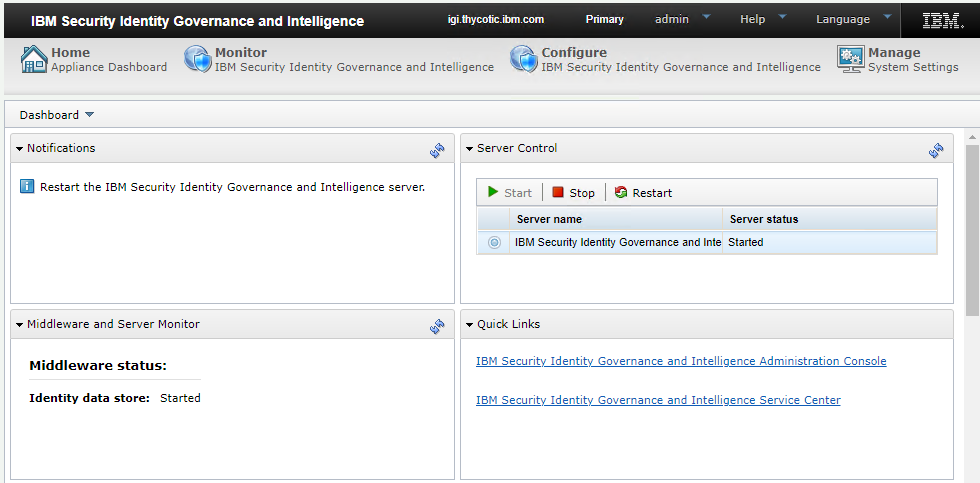 IBM Security Identity Governance and Intelligence
igi.thycotic.ibm.com
Primary
admin
Help
Language
IBM.
Home
Appliance Dashboard
Monitor
IBM Security Identity Governance and Intelligence
Configure
IBM Security Identity Governance and Intelligence
Manage
System Settings
Dashboard
Notifications
Restart the IBM Security Identity Governance and Intelligence server.
Server Control
Start
Stop
Restart
Server name
Server status
IBM Security Identity Governance and Inte
Started
Middleware and Server Monitor
Middleware status:
Identity data store: Started
Quick Links
IBM Security Identity Governance and Intelligence Administration Console
IBM Security Identity Governance and Intelligence Service Center